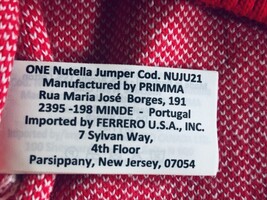 ONE Nutella Jumper Cod. NUJU21
Manufactured by PRIMMA
Rua Maria José Borges, 191
2395 -198 MINDE - Portugal
Imported by FERRERO U.S.A., INC.
7 Sylvan Way,
4th Floor
Parsippany, New Jersey, 07054